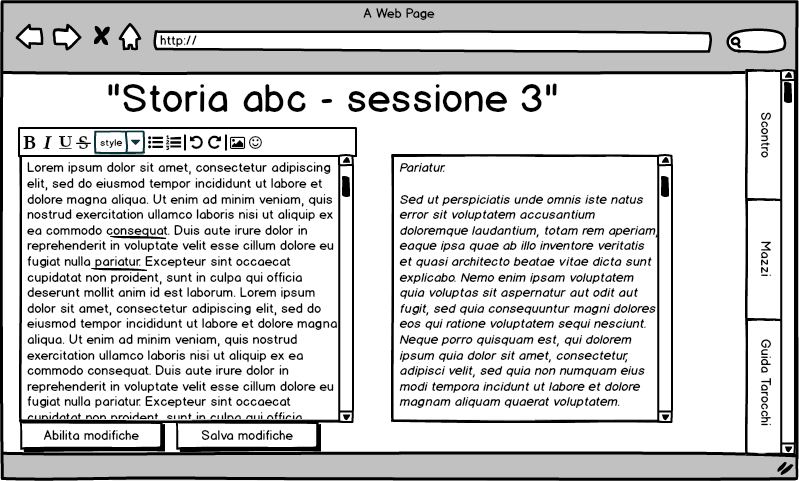 A Web Page
http://
"Storia abc - sessione 3"
B I U S style
Lorem ipsum dolor sit amet, consectetur adipiscing
elit, sed do eiusmod tempor incididunt ut labore et
dolore magna aliqua. Ut enim ad minim veniam, quis
nostrud exercitation ullamco laboris nisi ut aliquip ex
ea commodo consequat. Duis aute irure dolor in
reprehenderit in voluptate velit esse cillum dolore eu
fugiat nulla pariatur. Excepteur sint occaecat
cupidatat non proident, sunt in culpa qui officia
deserunt mollit anim id est laborum. Lorem ipsum
dolor sit amet, consectetur adipiscing elit, sed do
eiusmod tempor incididunt ut labore et dolore magna
aliqua. Ut enim ad minim veniam, quis nostrud
exercitation ullamco laboris nisi ut aliquip ex ea
commodo consequat. Duis aute irure dolor in
reprehenderit in voluptate velit esse cillum dolore eu
fugiat nulla pariatur. Excepteur sint occaecat
cupidatat non proident, sunt in culpa qui officia
Abilita modifiche
Salva modifiche
Pariatur.
Sed ut perspiciatis unde omnis iste natus
error sit voluptatem accusantium
doloremque laudantium, totam rem aperiam,
eaque ipsa quae ab illo inventore veritatis
et quasi architecto beatae vitae dicta sunt
explicabo. Nemo enim ipsam voluptatem
quia voluptas sit aspernatur aut odit aut
fugit, sed quia consequuntur magni dolores
eos qui ratione voluptatem sequi nesciunt.
Neque porro quisquam est, qui dolorem
ipsum quia dolor sit amet, consectetur,
adipisci velit, sed quia non numquam eius
modi tempora incidunt ut labore et dolore
magnam aliquam quaerat voluptatem.
Scontro
Mazzi
Guida Tarocchi